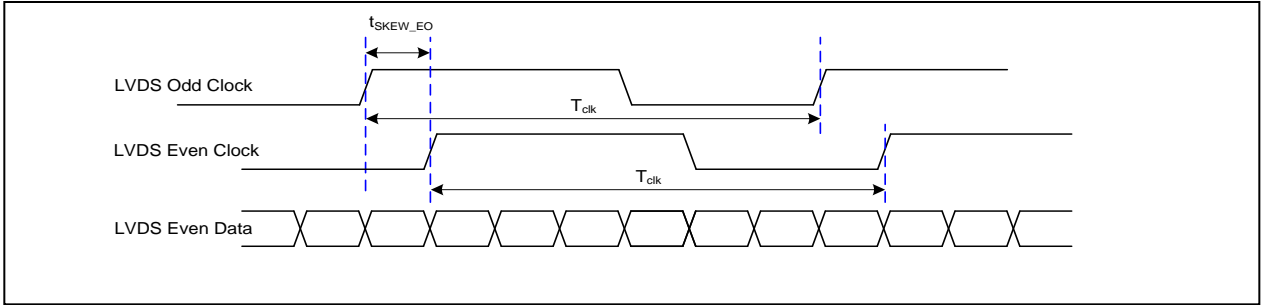 tSKEW_EO
LVDS Odd Clock
Tclk
LVDS Even Clock
Tclk
LVDS Even Data